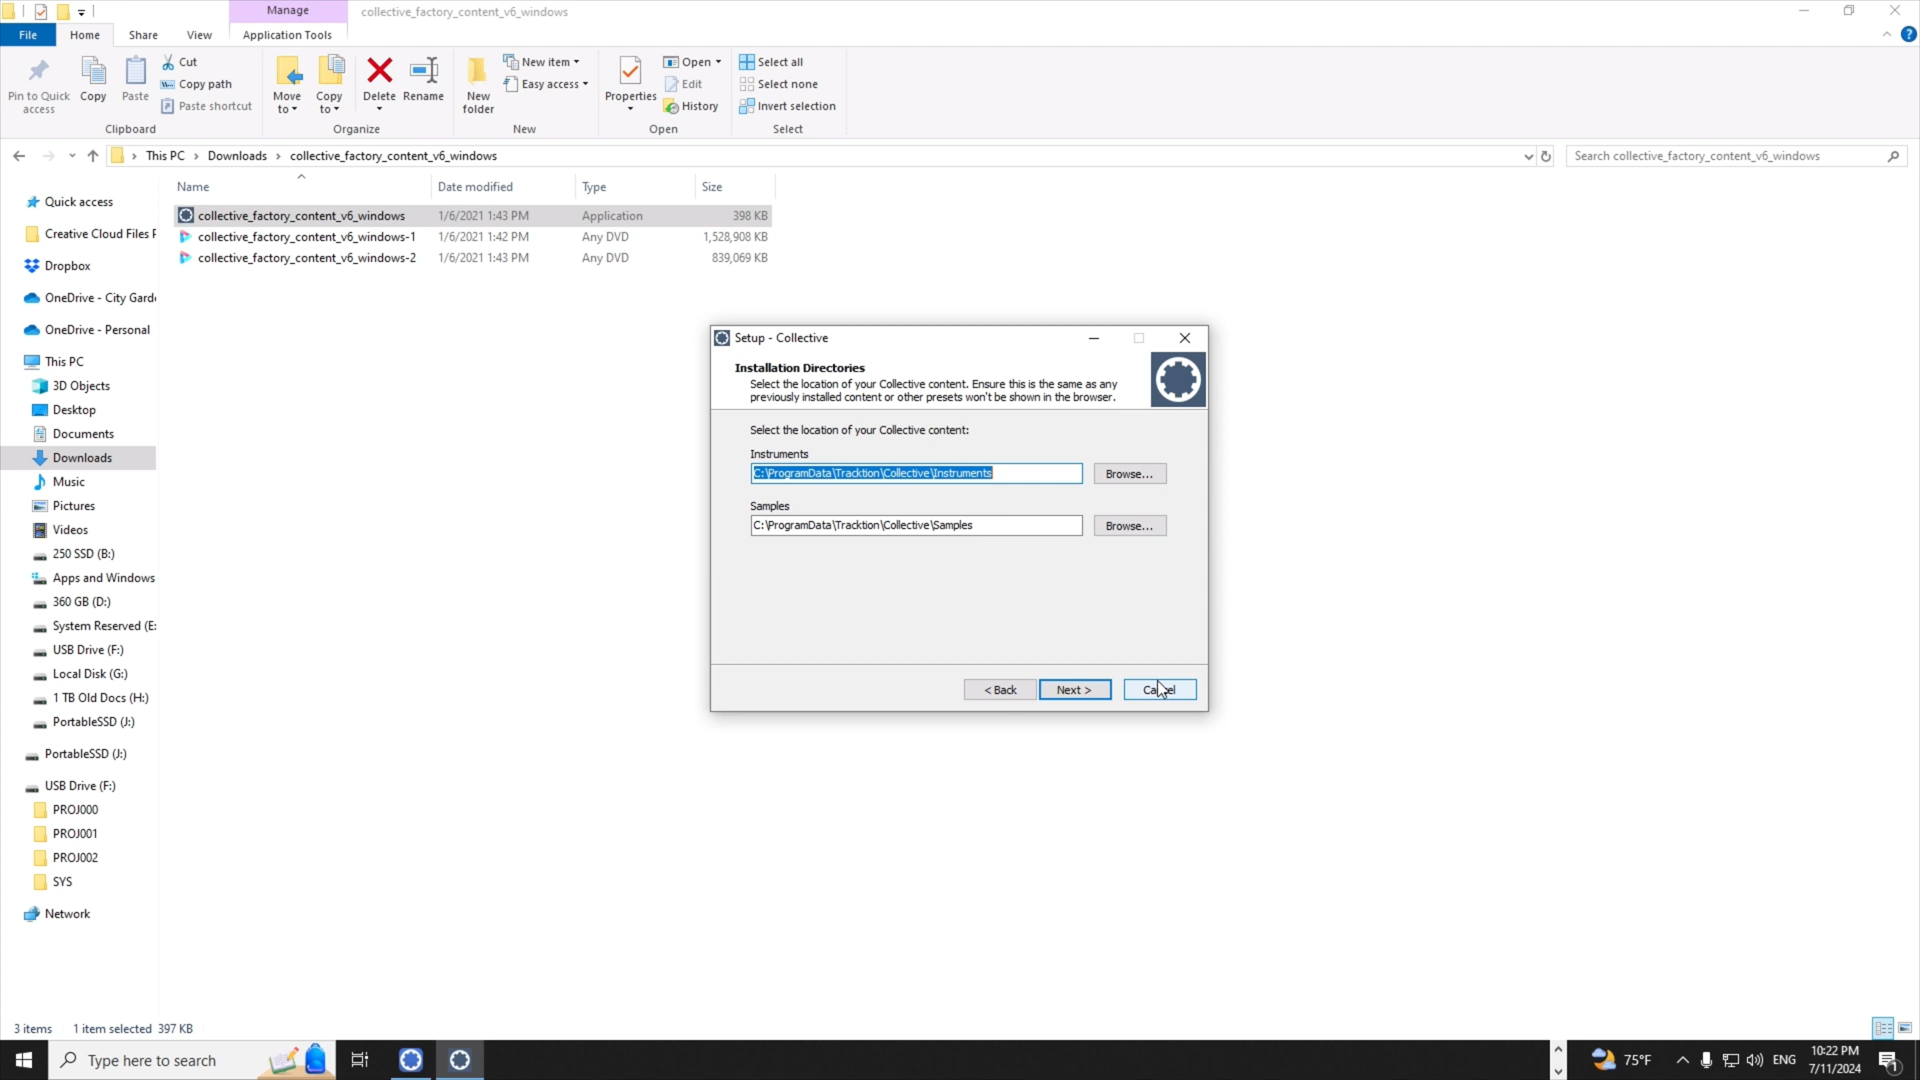 Manage
collective_factory_content_v6_windows
File
Home
Share
View
Application Tools
Pin to Quick access
Copy
Paste
Cut
Copy path
Paste shortcut
Clipboard
Move to
Copy to
Delete
Rename
Organize
New folder
New item
Easy access
New
Properties
Open
Edit
History
Open
Select all
Select none
Invert selection
Select
This PC > Downloads > collective_factory_content_v6_windows
Search collective_factory_content_v6_windows
Name Date modified Type Size
collective_factory_content_v6_windows 1/6/2021 1:43 PM Application 398 KB
collective_factory_content_v6_windows-1 1/6/2021 1:42 PM Any DVD 1,528,908 KB
collective_factory_content_v6_windows-2 1/6/2021 1:43 PM Any DVD 839,069 KB
Quick access
Creative Cloud Files
Dropbox
OneDrive - City Gard
OneDrive - Personal
This PC
3D Objects
Desktop
Documents
Downloads
Music
Pictures
Videos
250 SSD (B:)
Apps and Windows
360 GB (D:)
System Reserved (E:
USB Drive (F:)
Local Disk (G:)
1 TB Old Docs (H:)
PortableSSD (J:)
PortableSSD (J:)
USB Drive (F:)
PROJ000
PROJ001
PROJ002
SYS
Network
Setup - Collective
Installation Directories
Select the location of your Collective content. Ensure this is the same as any
previously installed content or other presets won't be shown in the browser.
Select the location of your Collective content:
Instruments
C:\ProgramData\Tracktion\Collective\Instruments
Browse...
Samples
C:\ProgramData\Tracktion\Collective\Samples
Browse...
< Back
Next >
3 items 1 item selected 397 KB
Type here to search
75°F
ENG
10:22 PM
7/11/2024
1